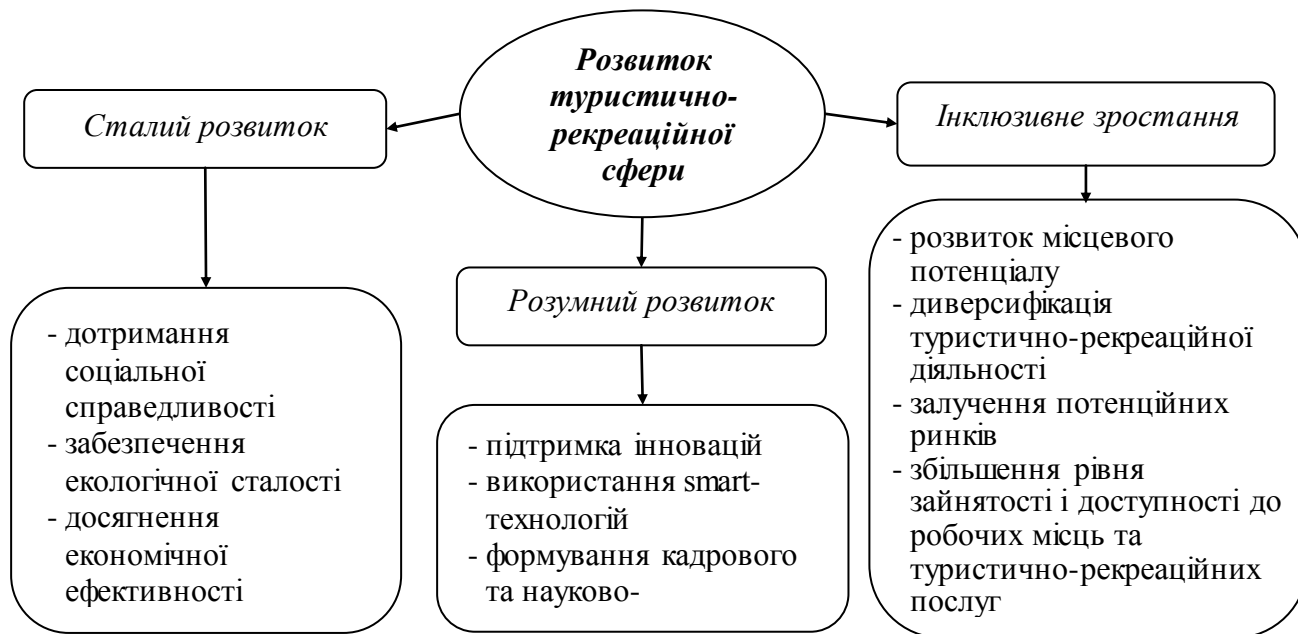 Розвиток
туристично-
рекреаційної
сфери
Сталий розвиток
- дотримання
соціальної
справедливості
- забезпечення
екологічної сталості
- досягнення
економічної
ефективності
Розумний розвиток
- підтримка інновацій
- використання smart-
технологій
- формування кадрового
та науково-
Інклюзивне зростання
- розвиток місцевого
потенціалу
- диверсифікація
туристично-рекреаційної
діяльності
- залучення потенційних
ринків
- збільшення рівня
зайнятості і доступності до
робочих місць та
туристично-рекреаційних
послуг